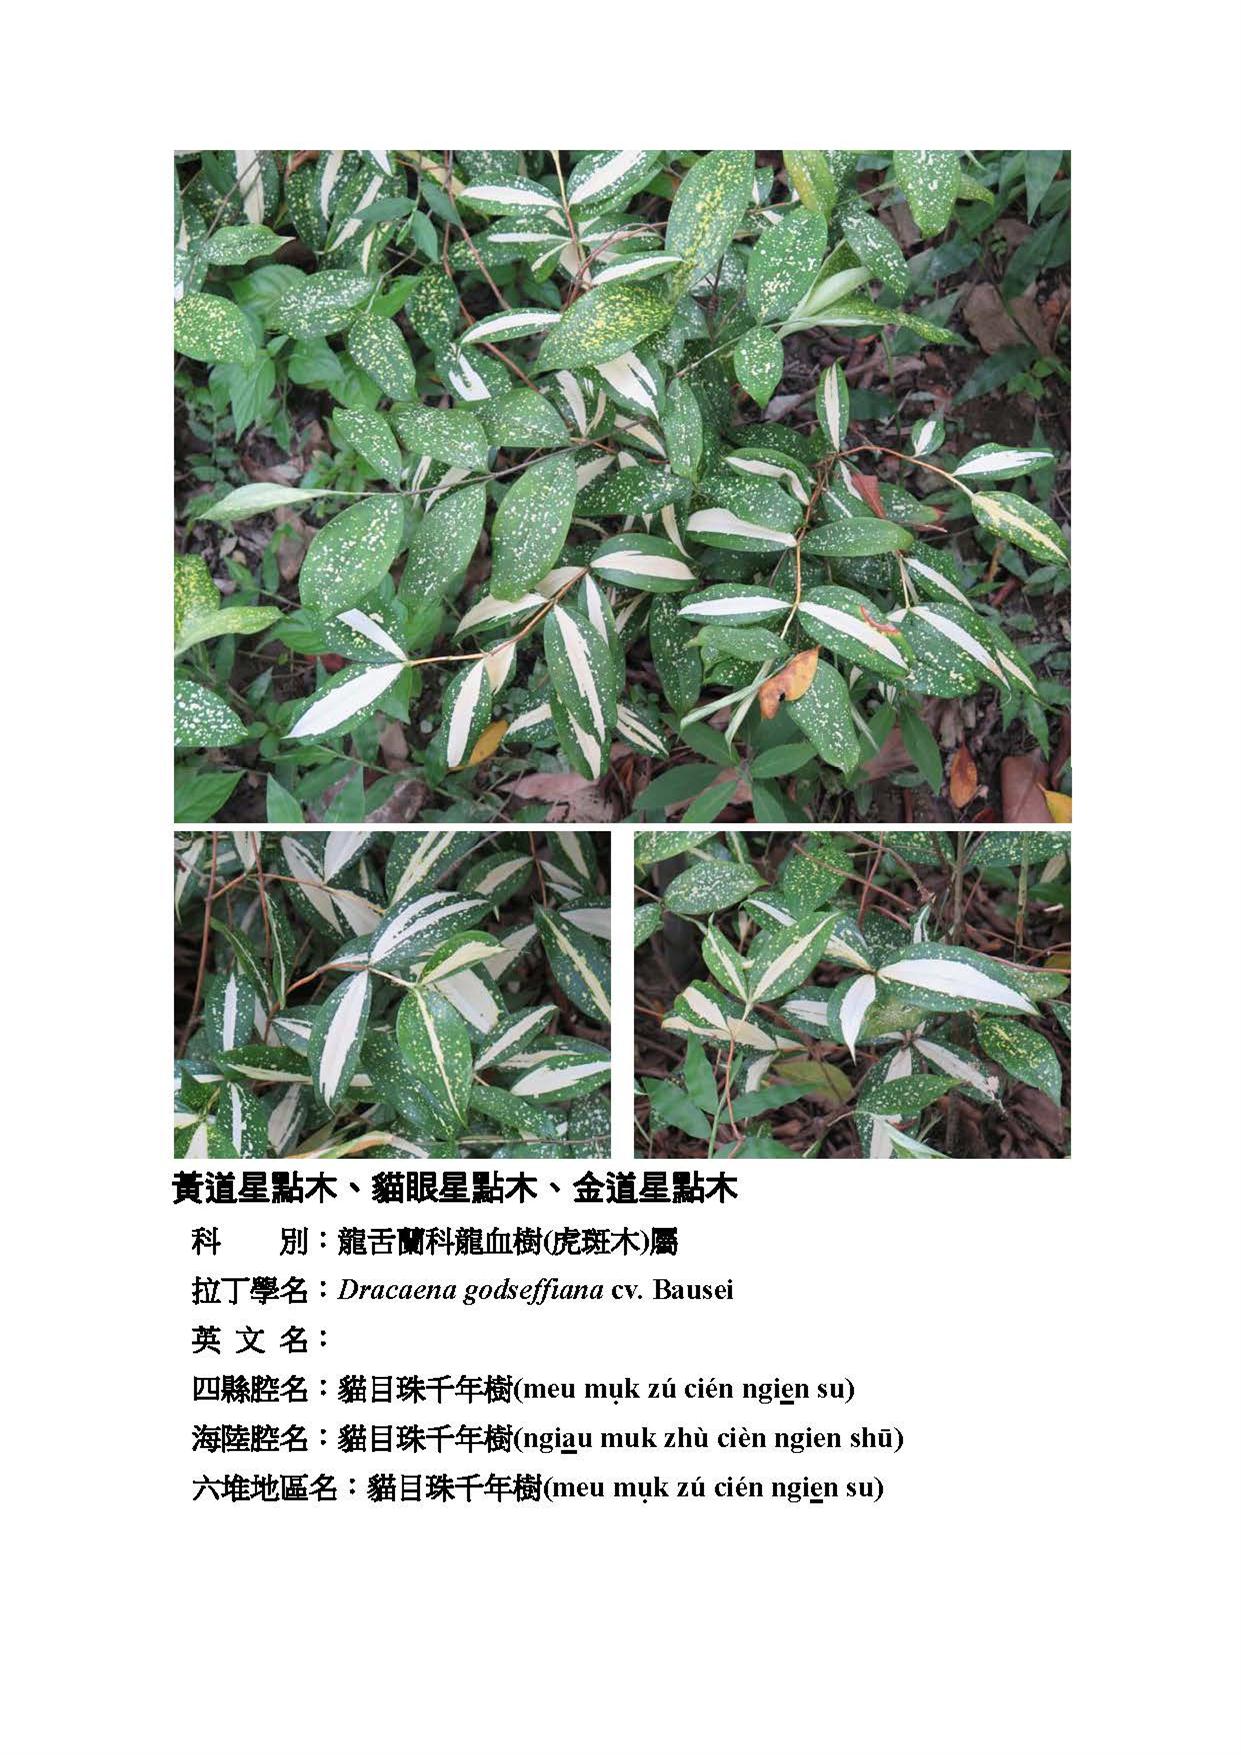 黃道星點木、貓眼星點木、金道星點木
科　　別：龍舌蘭科龍血樹(虎斑木)屬
拉丁學名：Dracaena godseffiana cv. Bausei
英 文 名：
四縣腔名：貓目珠千年樹(meu mụk zú cién ngien su)
海陸腔名：貓目珠千年樹(ngiau muk zhù cièn ngien shū)
六堆地區名：貓目珠千年樹(meu mụk zú cién ngien su)